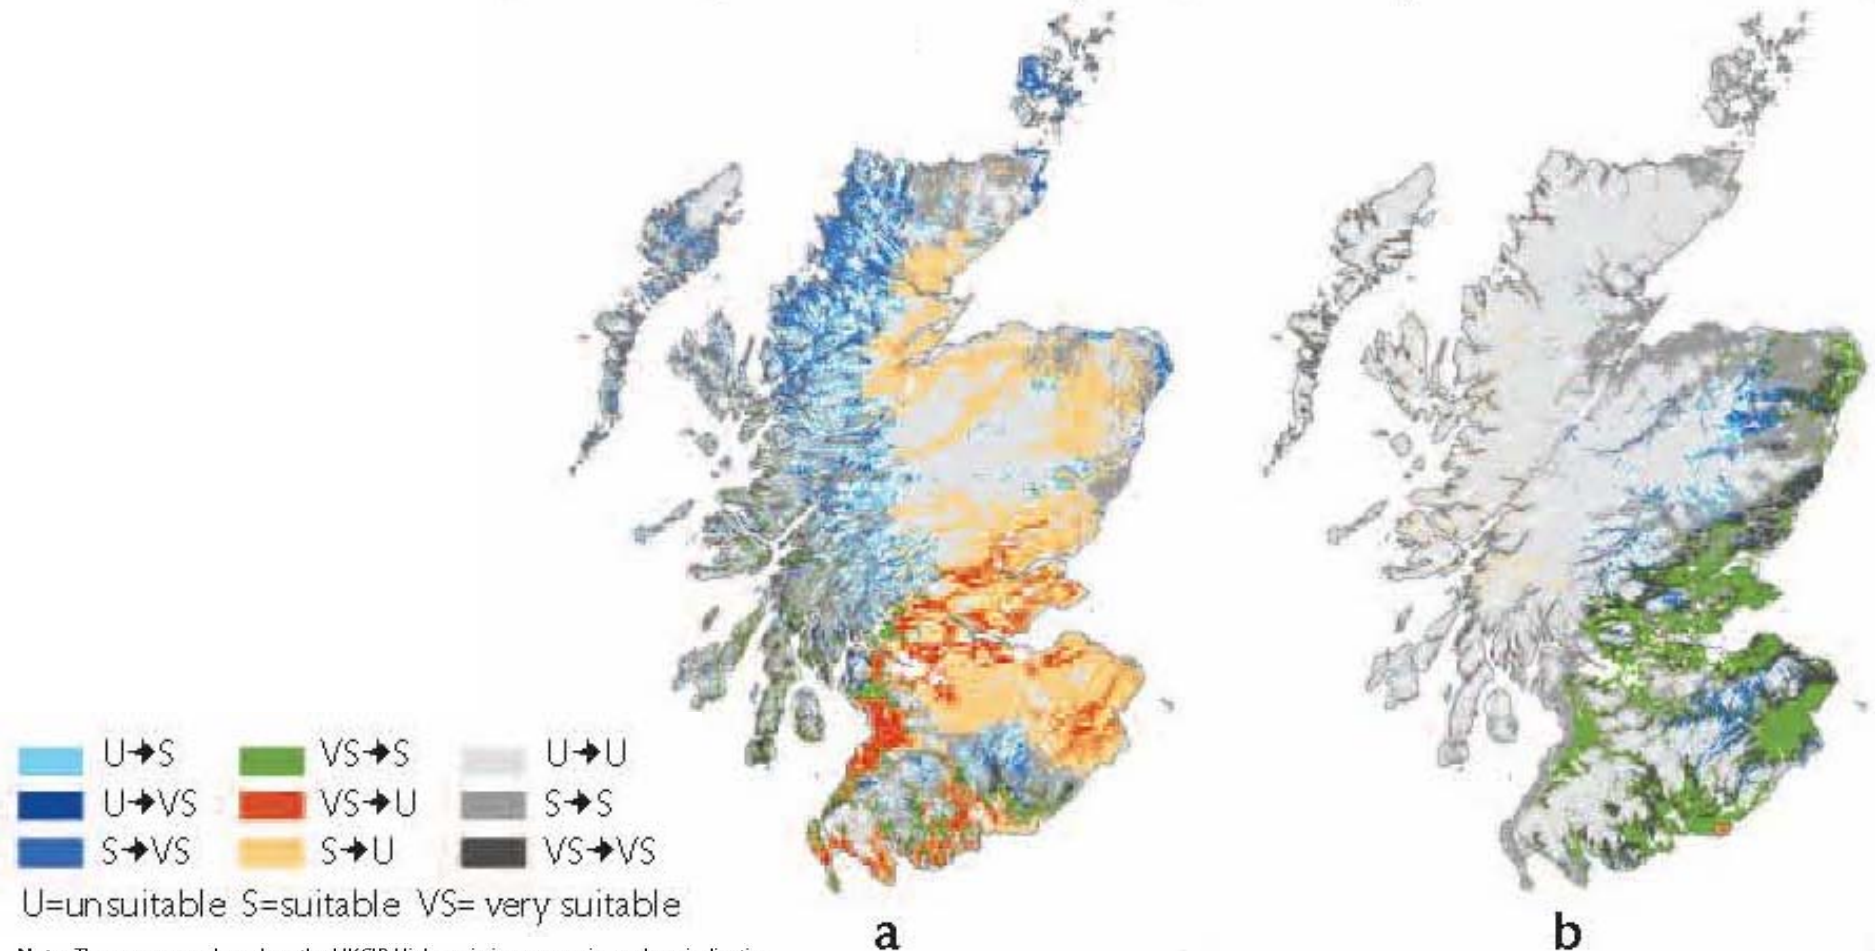 U→S VS→S U→U
U→VS VS→U S→S
S→VS S→U VS→VS
U=unsuitable S=suitable VS= very suitable
a
b